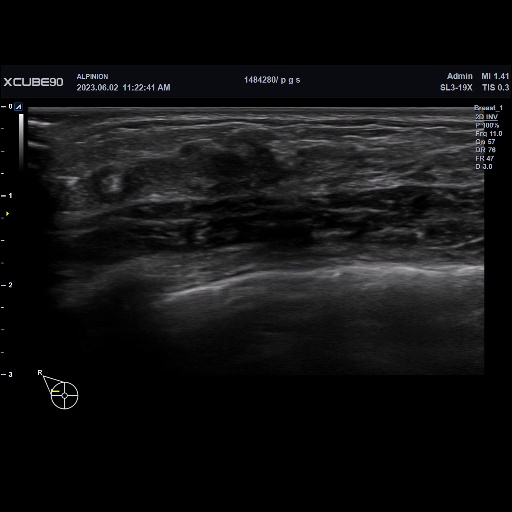 XCUBE90
ALPINION
2023.06.02 11:22:41 AM
1484280/ p g s
Admin MI 1.41
SL3-19X TIS 0.3
Breast_1
2D INV
P 100%
Frq 11.0
Gn 57
DR 76
FR 47
D 3.0
0
1
2
3
R